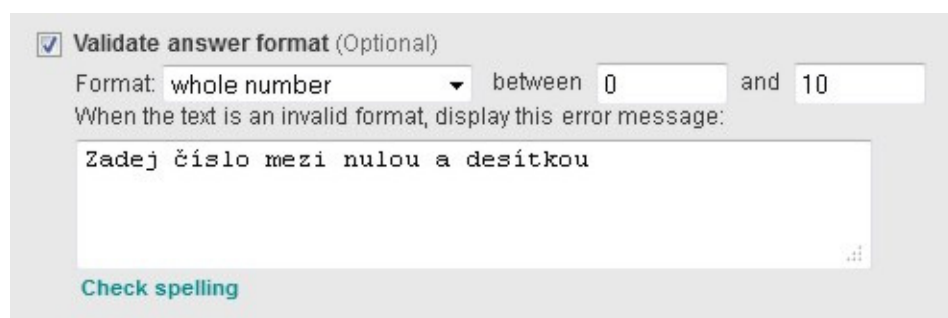 Validate answer format (Optional)
Format: whole number between 0 and 10
When the text is an invalid format, display this error message:
Zadej číslo mezi nulou a desítkou
Check spelling